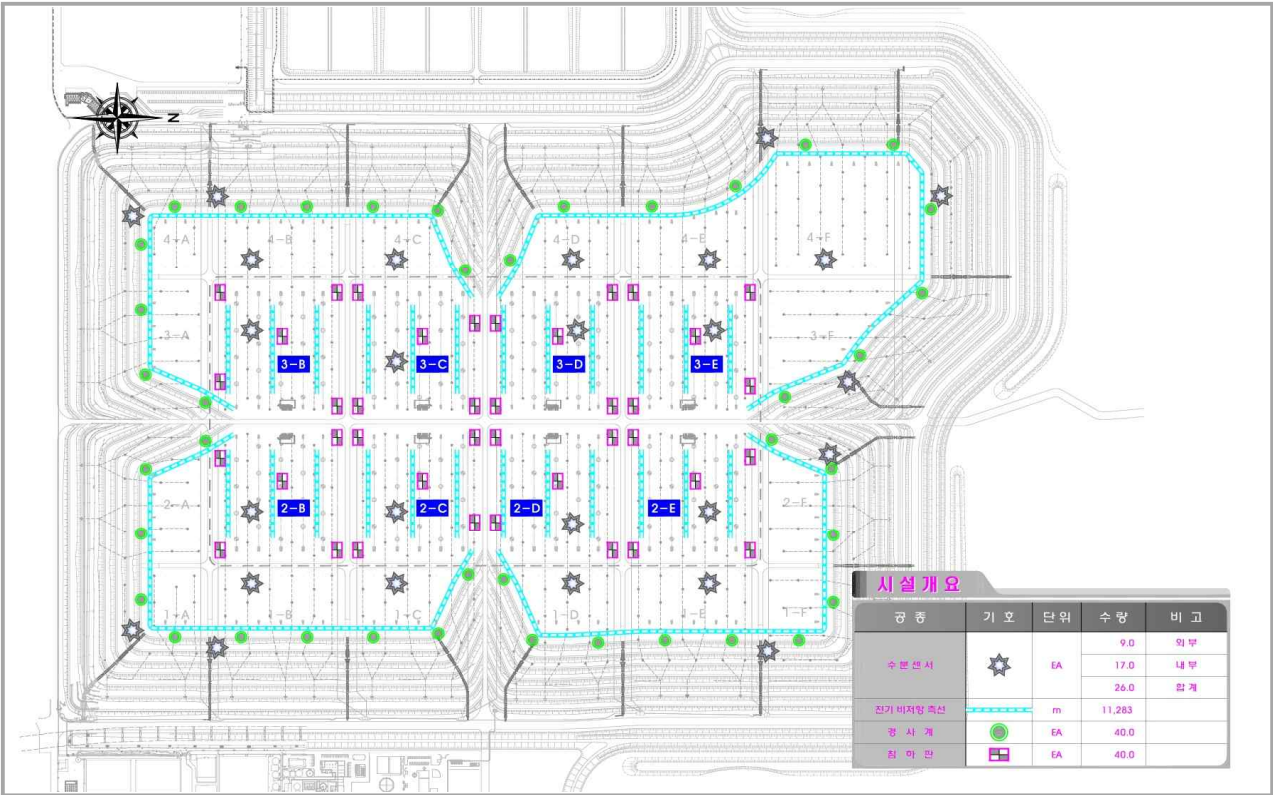 N
4-A
4-B
4-C
4-D
4-E
4-F
3-A
3-F
3-B
3-C
3-D
3-E
2-B
2-C
2-D
2-E
2-A
2-F
1-A
1-B
1-C
1-D
1-E
1-F
시설개요
공 종 기 호 단위 수 량 비 고
9.0 외 부
수분센서 EA 17.0 내 부
26.0 합 계
전기 비저항 측선 m 11,283
경 사 계 EA 40.0
침 하 판 EA 40.0